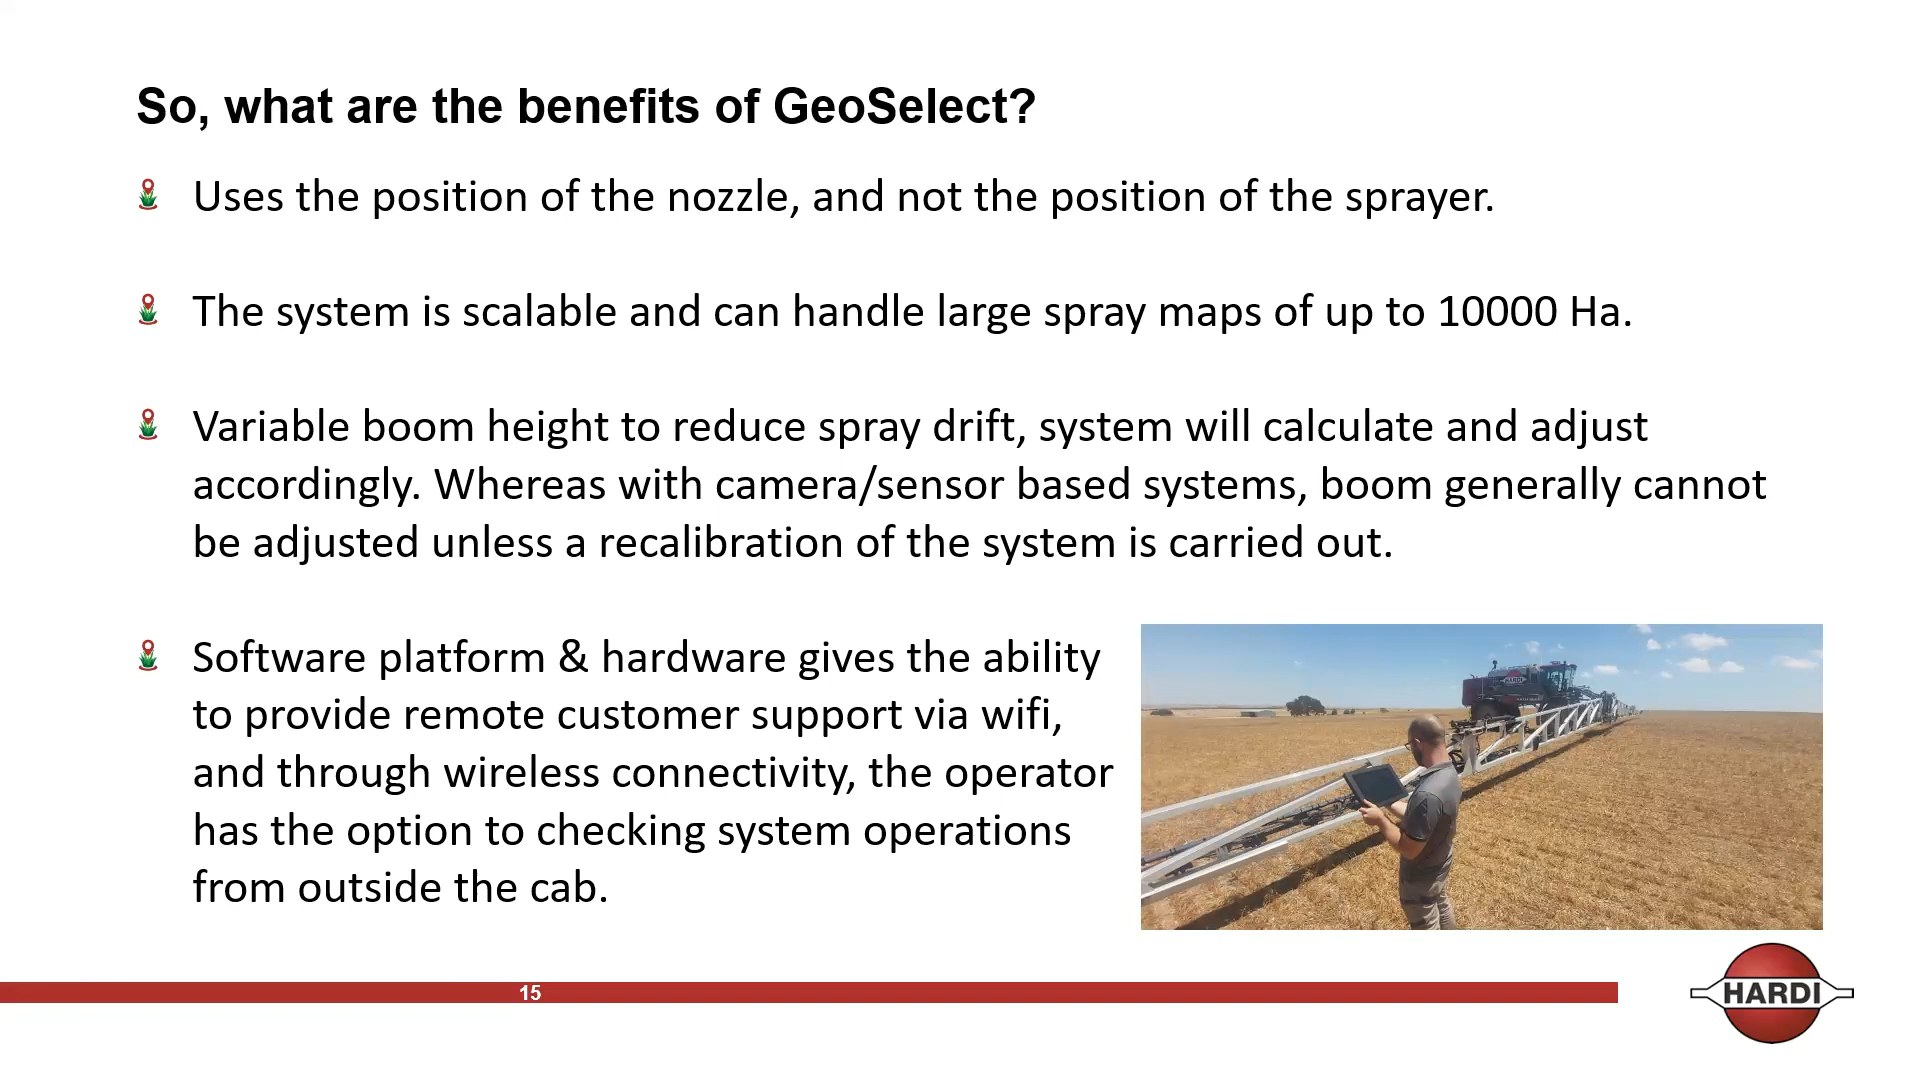 So, what are the benefits of GeoSelect?
Uses the position of the nozzle, and not the position of the sprayer.
The system is scalable and can handle large spray maps of up to 10000 Ha.
Variable boom height to reduce spray drift, system will calculate and adjust
accordingly. Whereas with camera/sensor based systems, boom generally cannot
be adjusted unless a recalibration of the system is carried out.
Software platform & hardware gives the ability
to provide remote customer support via wifi,
and through wireless connectivity, the operator
has the option to checking system operations
from outside the cab.
HARDI
15
HARDI